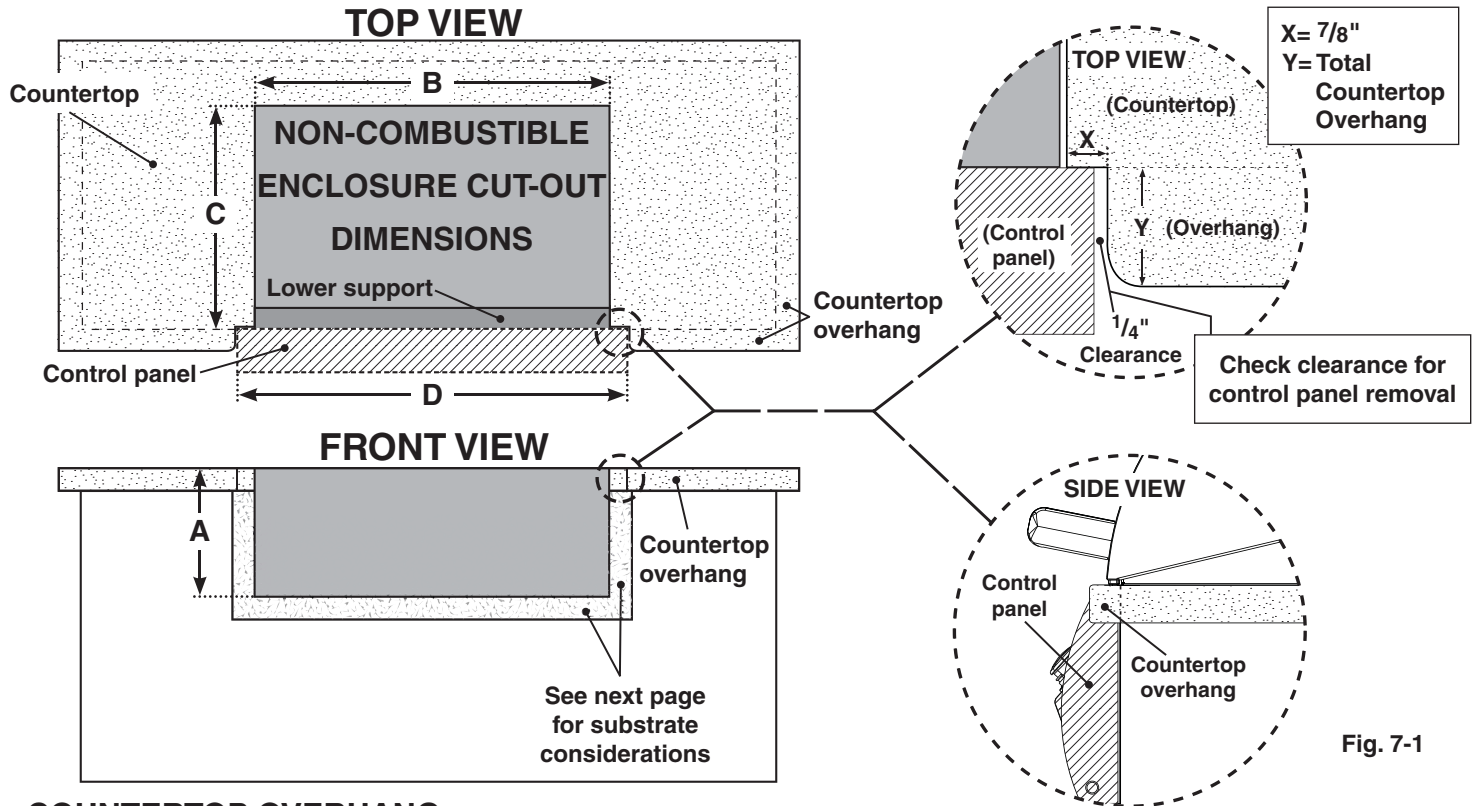 TOP VIEW
Countertop
B
C
NON-COMBUSTIBLE
ENCLOSURE CUT-OUT
DIMENSIONS
Lower support
Control panel
D
Countertop
overhang
TOP VIEW
(Countertop)
X
Y
(Overhang)
(Control
panel)
1/4"
Clearance
X= 7/8"
Y= Total
Countertop
Overhang
Check clearance for
control panel removal
FRONT VIEW
A
Countertop
overhang
See next page
for substrate
considerations
SIDE VIEW
Control
panel
Countertop
overhang
Fig. 7-1
COUNTERTOP OVERHANG